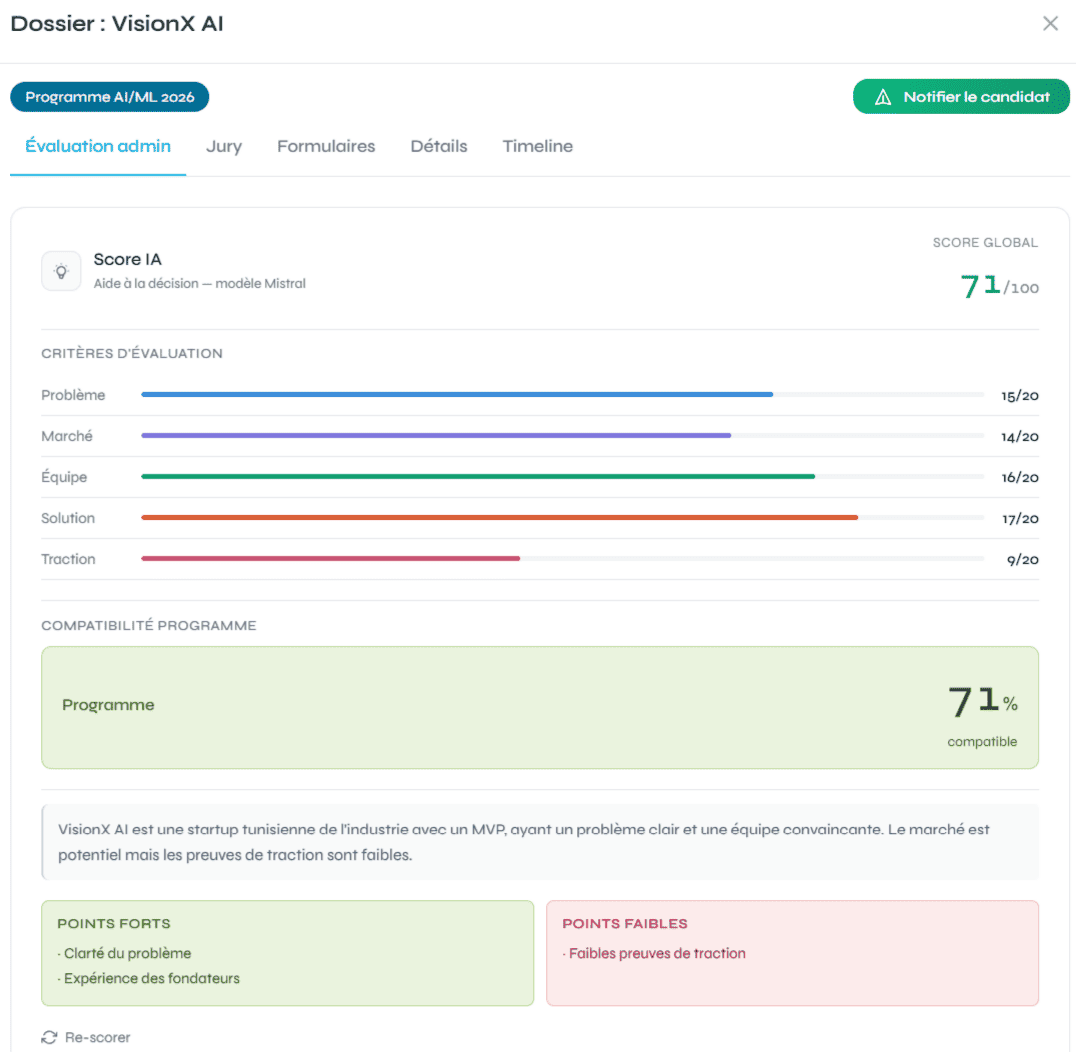 Dossier : VisionX AI
Programme AI/ML 2026
Notifier le candidat
Évaluation admin
Jury
Formulaires
Détails
Timeline
Score IA
Aide à la décision — modèle Mistral
SCORE GLOBAL
71/100
CRITÈRES D'ÉVALUATION
Problème 15/20
Marché 14/20
Équipe 16/20
Solution 17/20
Traction 9/20
COMPATIBILITÉ PROGRAMME
Programme
71%
compatible
VisionX AI est une startup tunisienne de l'industrie avec un MVP, ayant un problème clair et une équipe convaincante. Le marché est
potentiel mais les preuves de traction sont faibles.
POINTS FORTS
· Clarté du problème
· Expérience des fondateurs
POINTS FAIBLES
· Faibles preuves de traction
Re-scorer